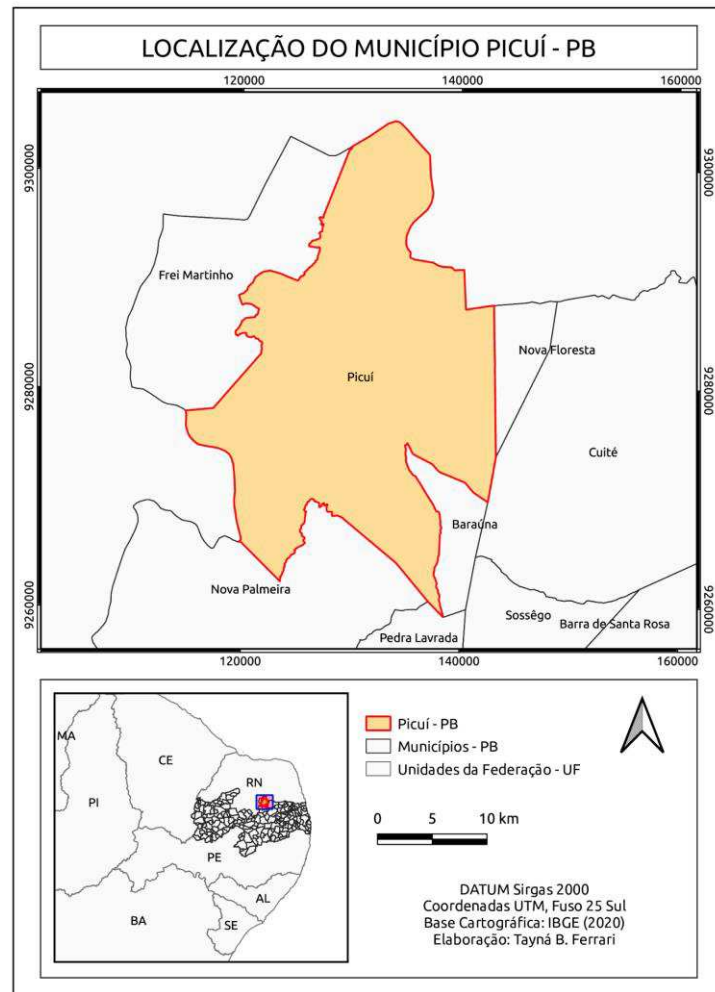 LOCALIZAÇÃO DO MUNICÍPIO PICUÍ - PB
120000
140000
160000
9300000
9300000
Frei Martinho
Nova Floresta
Picuí
9280000
9280000
Cuité
Baraúna
Nova Palmeira
9260000
9260000
Sossêgo
Barra de Santa Rosa
Pedra Lavrada
120000
140000
160000
MA
CE
RN
PI
PE
AL
BA
SE
Picuí - PB
Municípios - PB
Unidades da Federação - UF
0 5 10 km
DATUM Sirgas 2000
Coordenadas UTM, Fuso 25 Sul
Base Cartográfica: IBGE (2020)
Elaboração: Tayná B. Ferrari